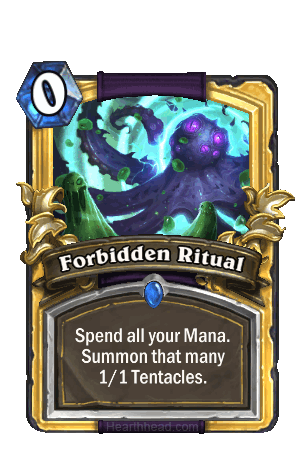 0
Forbidden Ritual
Spend all your Mana.
Summon that many
1/1 Tentacles.
Hearthhead.com